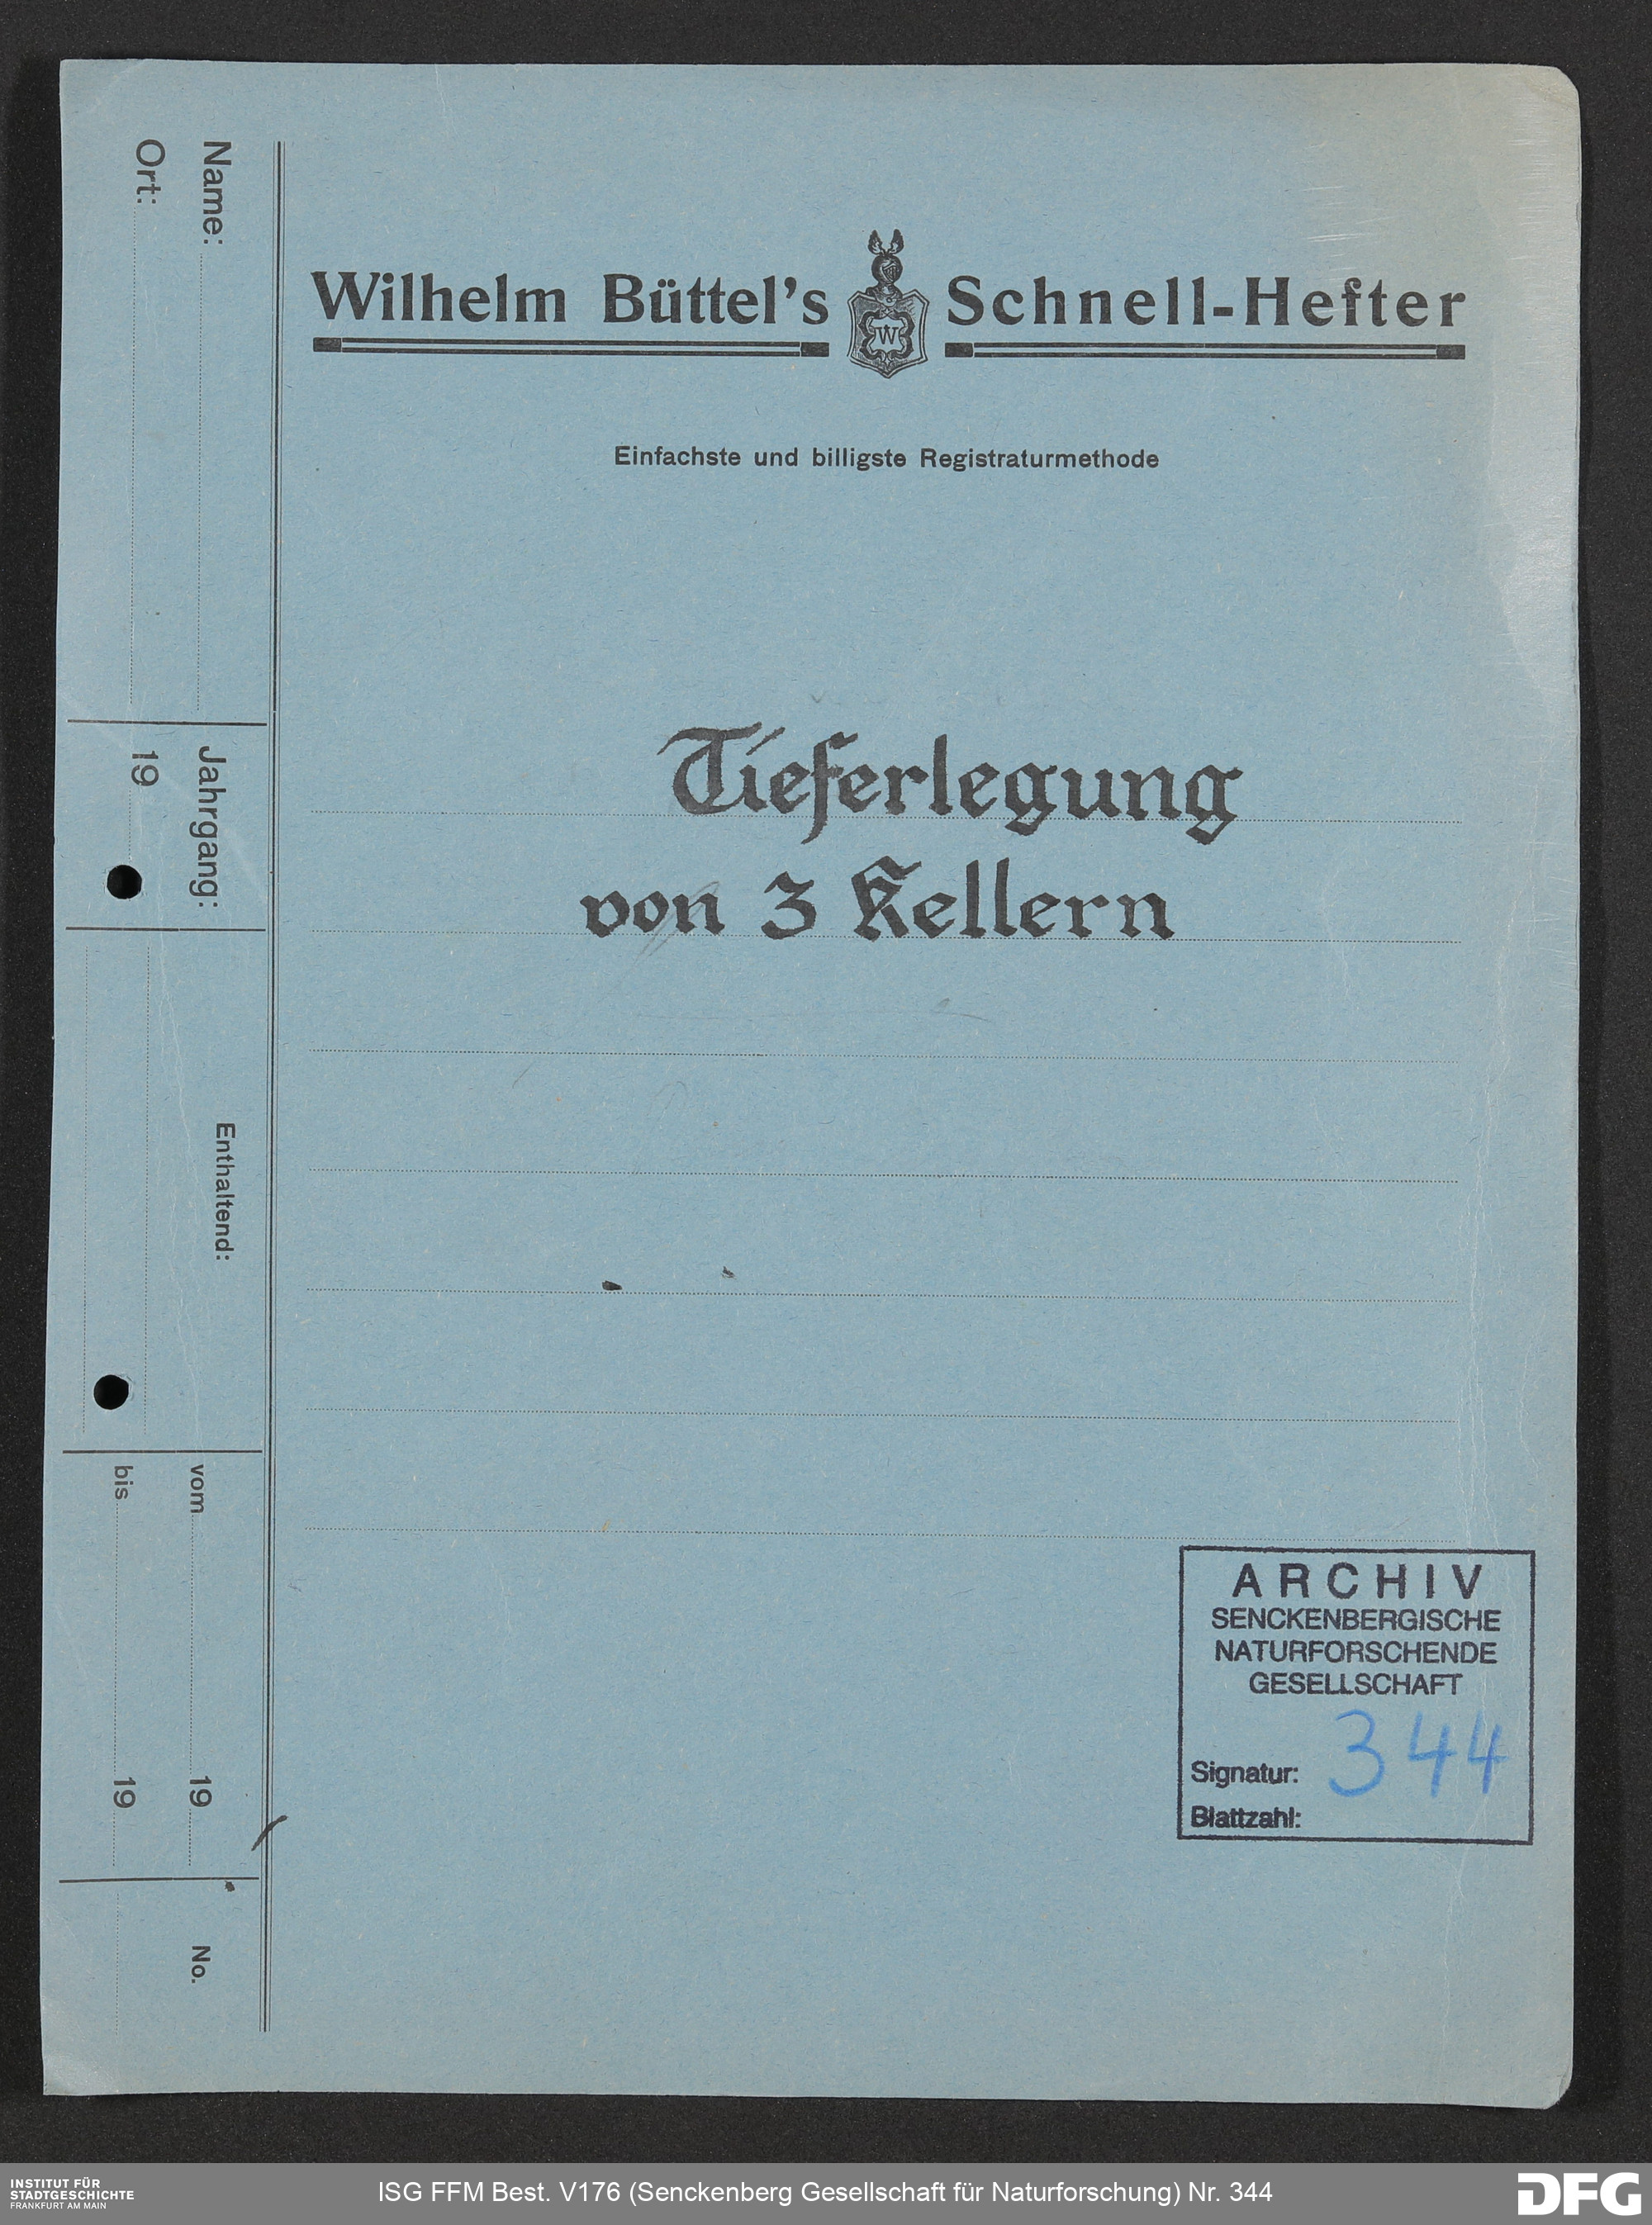 Name:
Ort:
Jahrgang:
19
Enthaltend:
vom 19
bis 19
No.
Wilhelm Büttel's W Schnell-Hefter
Einfachste und billigste Registraturmethode
Tieferlegung
von 3 Kellern
ARCHIV
SENCKENBERGISCHE
NATURFORSCHENDE
GESELLSCHAFT
Signatur: 344
Blattzahl:
INSTITUT FÜR
STADTGESCHICHTE
FRANKFURT AM MAIN
ISG FFM Best. V176 (Senckenberg Gesellschaft für Naturforschung) Nr. 344
DFG